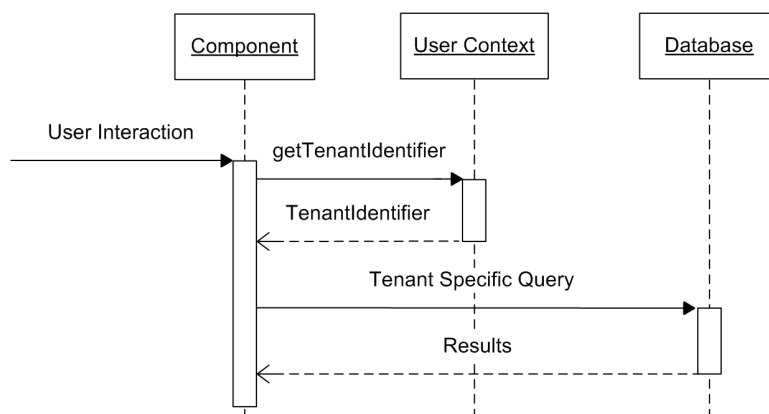 Component
User Context
Database
User Interaction
getTenantIdentifier
TenantIdentifier
Tenant Specific Query
Results